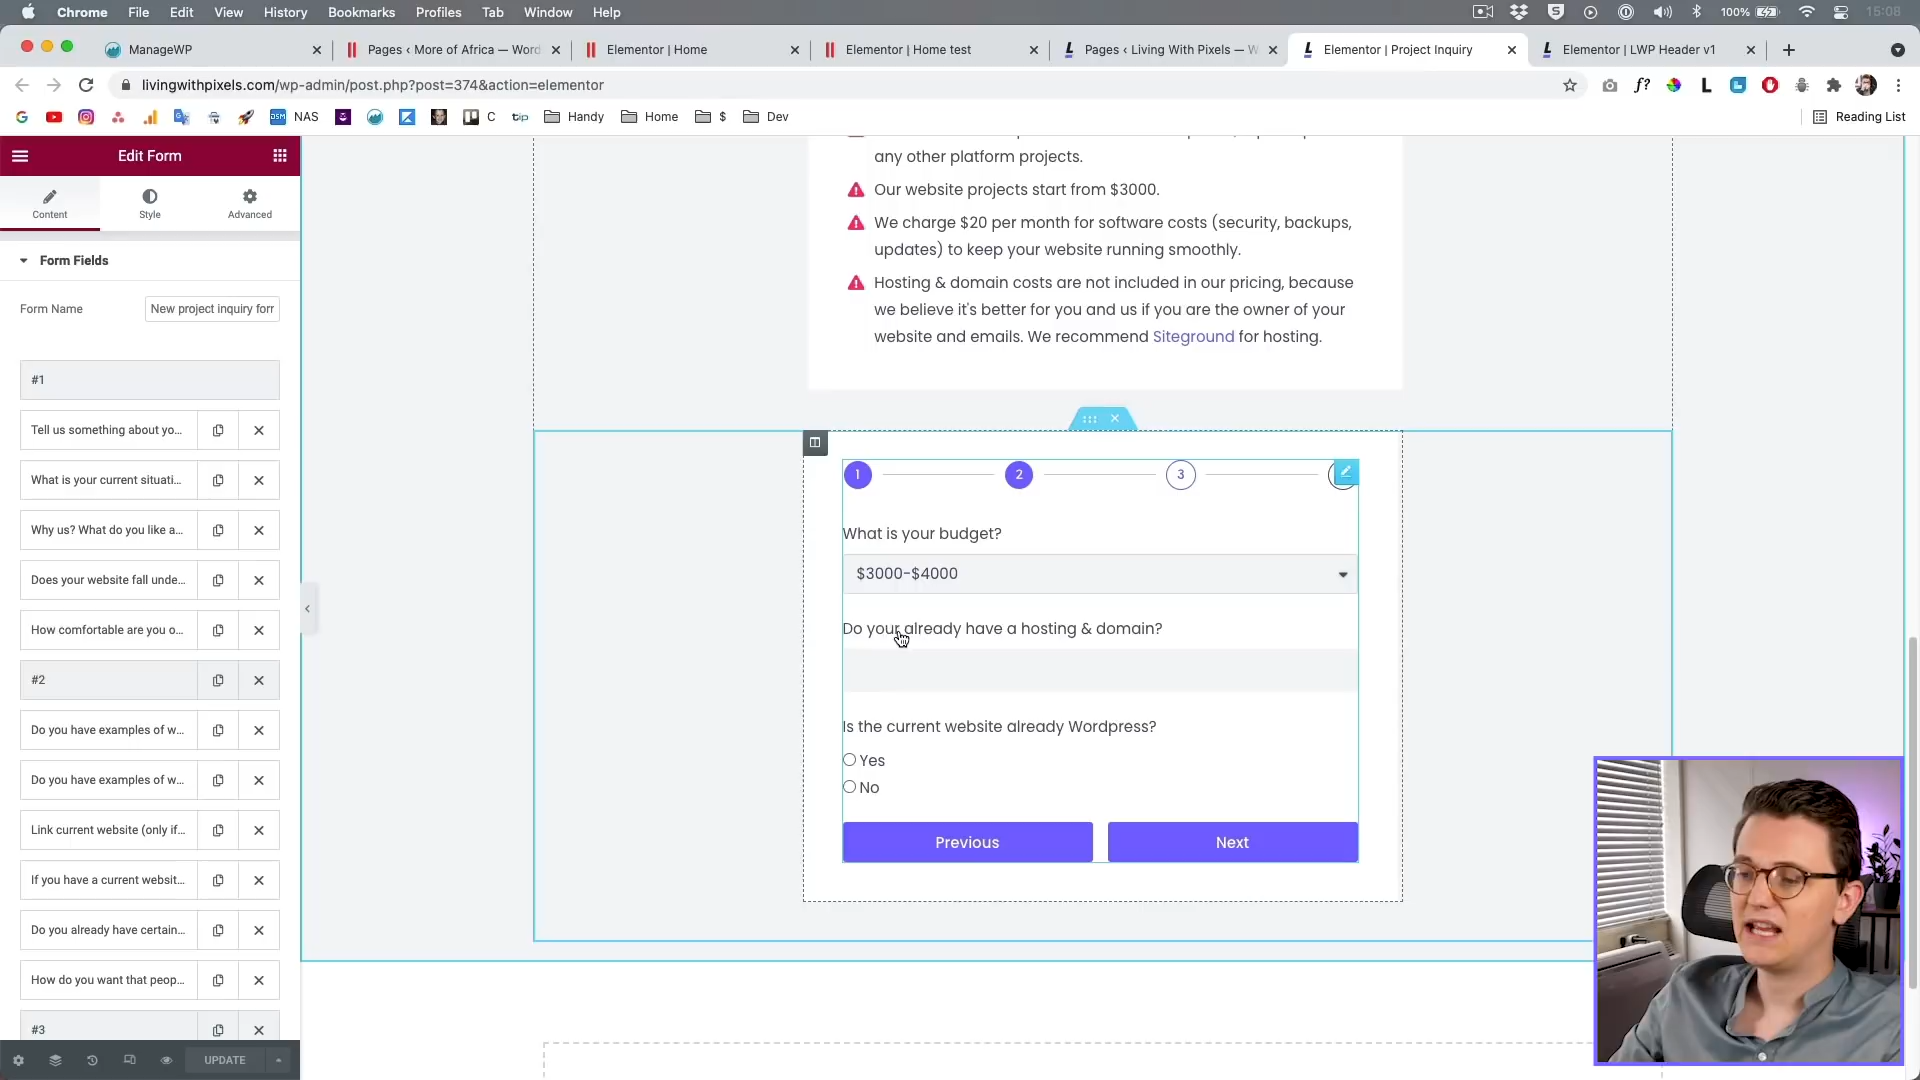 Chrome File Edit View History Bookmarks Profiles Tab Window Help
100% 15:08
ManageWP
Pages ‹ More of Africa — Word
Elementor | Home
Elementor | Home test
Pages ‹ Living With Pixels — W
Elementor | Project Inquiry
Elementor | LWP Header v1
livingwithpixels.com/wp-admin/post.php?post=374&action=elementor
NAS
C
tip
Handy
Home
$
Dev
Reading List
Edit Form
Content
Style
Advanced
Form Fields
Form Name
New project inquiry forr
#1
Tell us something about yo...
What is your current situati...
Why us? What do you like a...
Does your website fall unde...
How comfortable are you o...
#2
Do you have examples of w...
Do you have examples of w...
Link current website (only if...
If you have a current websit...
Do you already have certain...
How do you want that peop...
#3
UPDATE
any other platform projects.
Our website projects start from $3000.
We charge $20 per month for software costs (security, backups,
updates) to keep your website running smoothly.
Hosting & domain costs are not included in our pricing, because
we believe it's better for you and us if you are the owner of your
website and emails. We recommend Siteground for hosting.
1
2
3
What is your budget?
$3000-$4000
Do your already have a hosting & domain?
Is the current website already Wordpress?
Yes
No
Previous
Next